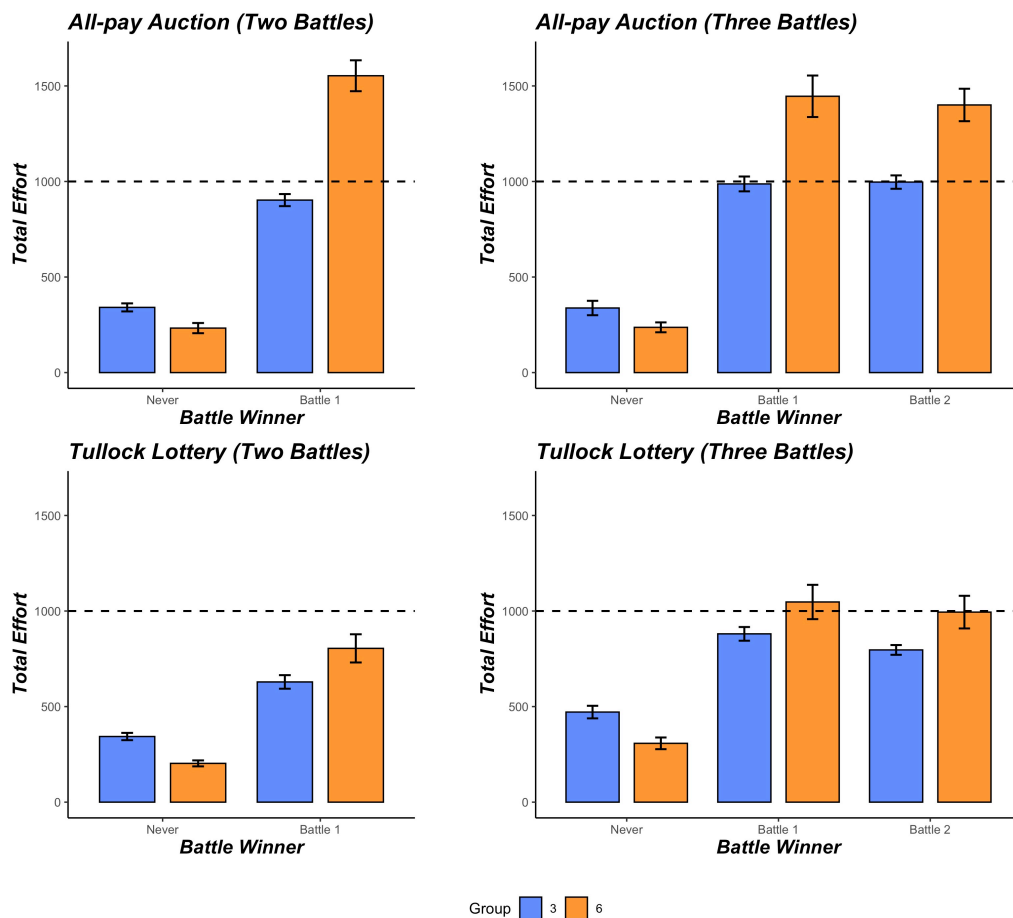 All-pay Auction (Two Battles)
Total Effort
1500
1000
500
0
Never
Battle 1
Battle Winner
All-pay Auction (Three Battles)
Total Effort
1500
1000
500
0
Never
Battle 1
Battle 2
Battle Winner
Tullock Lottery (Two Battles)
Total Effort
1500
1000
500
0
Never
Battle 1
Battle Winner
Tullock Lottery (Three Battles)
Total Effort
1500
1000
500
0
Never
Battle 1
Battle 2
Battle Winner
Group 3 6